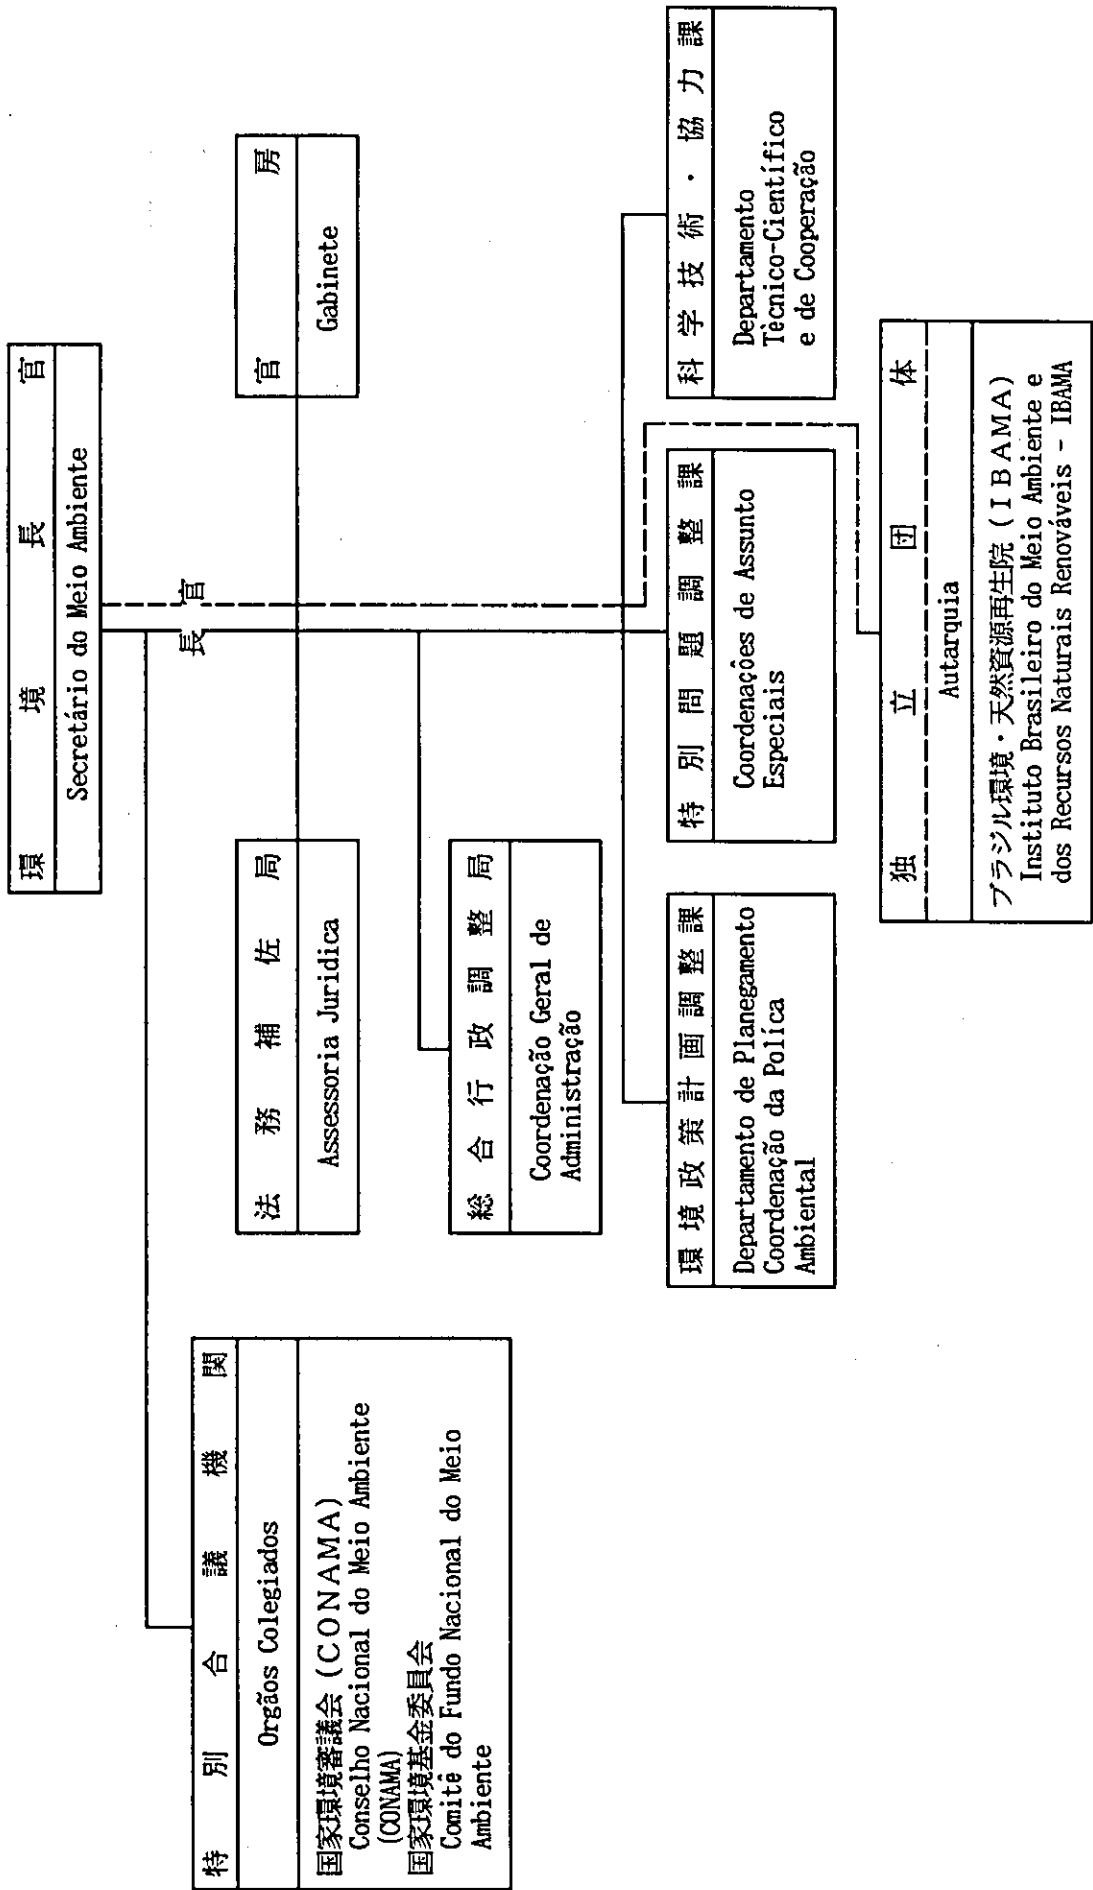 環境長官
Secretário do Meio Ambiente
長官
特別合議機関
Orgãos Colegiados
国家環境審議会 (CONAMA)
Conselho Nacional do Meio Ambiente
(CONAMA)
国家環境基金委員会
Comitê do Fundo Nacional do Meio
Ambiente
法務補佐局
Assessoria Juridica
官房
Gabinete
総合行政調整局
Coordenação Geral de
Administração
環境政策計画調整課
Departamento de Planegamento
Coordenação da Políca
Ambiental
特別問題調整課
Coordenações de Assunto
Especiais
科学技術・協力課
Departamento
Tècnico-Científico
e de Cooperação
独立団体
Autarquia
ブラジル環境・天然資源再生院 (IBAMA)
Instituto Brasileiro do Meio Ambiente e
dos Recursos Naturais Renováveis - IBAMA